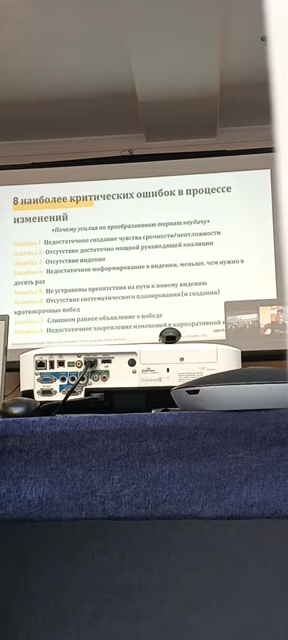 8 наиболее критических ошибок в процессе
изменений
«Почему усилия по преобразованию терпят неудачу»
Ошибка 1 Недостаточное создание чувства срочности/неотложности
Ошибка 2 Отсутствие достаточно мощной руководящей коалиции
Ошибка 3 Отсутствие видения
Ошибка 4 Недостаточное информирование о видении, меньше, чем нужно в
десять раз
Ошибка 5 Не устранены препятствия на пути к новому видению
Ошибка 6 Отсутствие систематического планирования (и создания)
краткосрочных побед
Ошибка 7 Слишком раннее объявление о победе
Ошибка 8 Недостаточное закрепление изменений в корпоративной
John